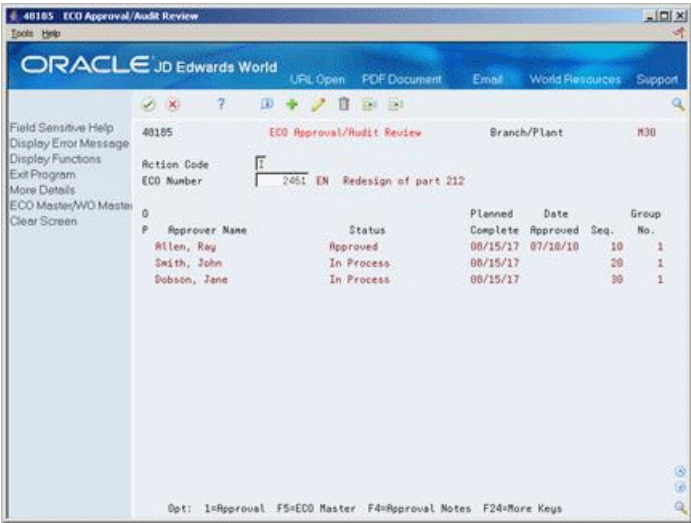 48185 ECO Approval/Audit Review
Tools Help
ORACLE JD Edwards World
URL Open PDF Document Email World Resources Support
?
Field Sensitive Help
Display Error Message
Display Functions
Exit Program
More Details
ECO Master/WO Master
Clear Screen
48185 ECO Approval/Audit Review Branch/Plant M30
Action Code I
ECO Number 2461 EN Redesign of part 212
O Planned Date Group
P Approver Name Status Complete Approved Seq. No.
Allen, Ray Approved 08/15/17 07/10/10 10 1
Smith, John In Process 08/15/17 20 1
Dobson, Jane In Process 08/15/17 30 1
Opt: 1=Approval F5=ECO Master F4=Approval Notes F24=More Keys